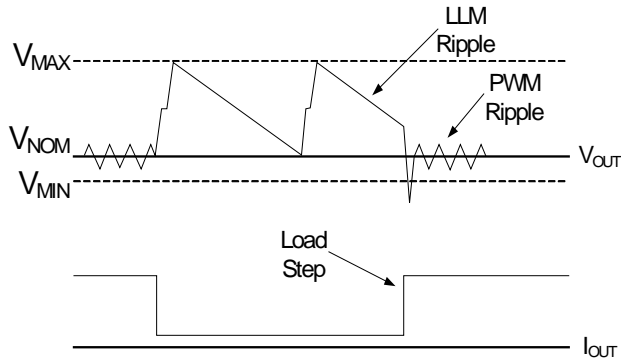 LLM
Ripple
VMAX
PWM
Ripple
VNOM
VOUT
VMIN
Load
Step
IOUT